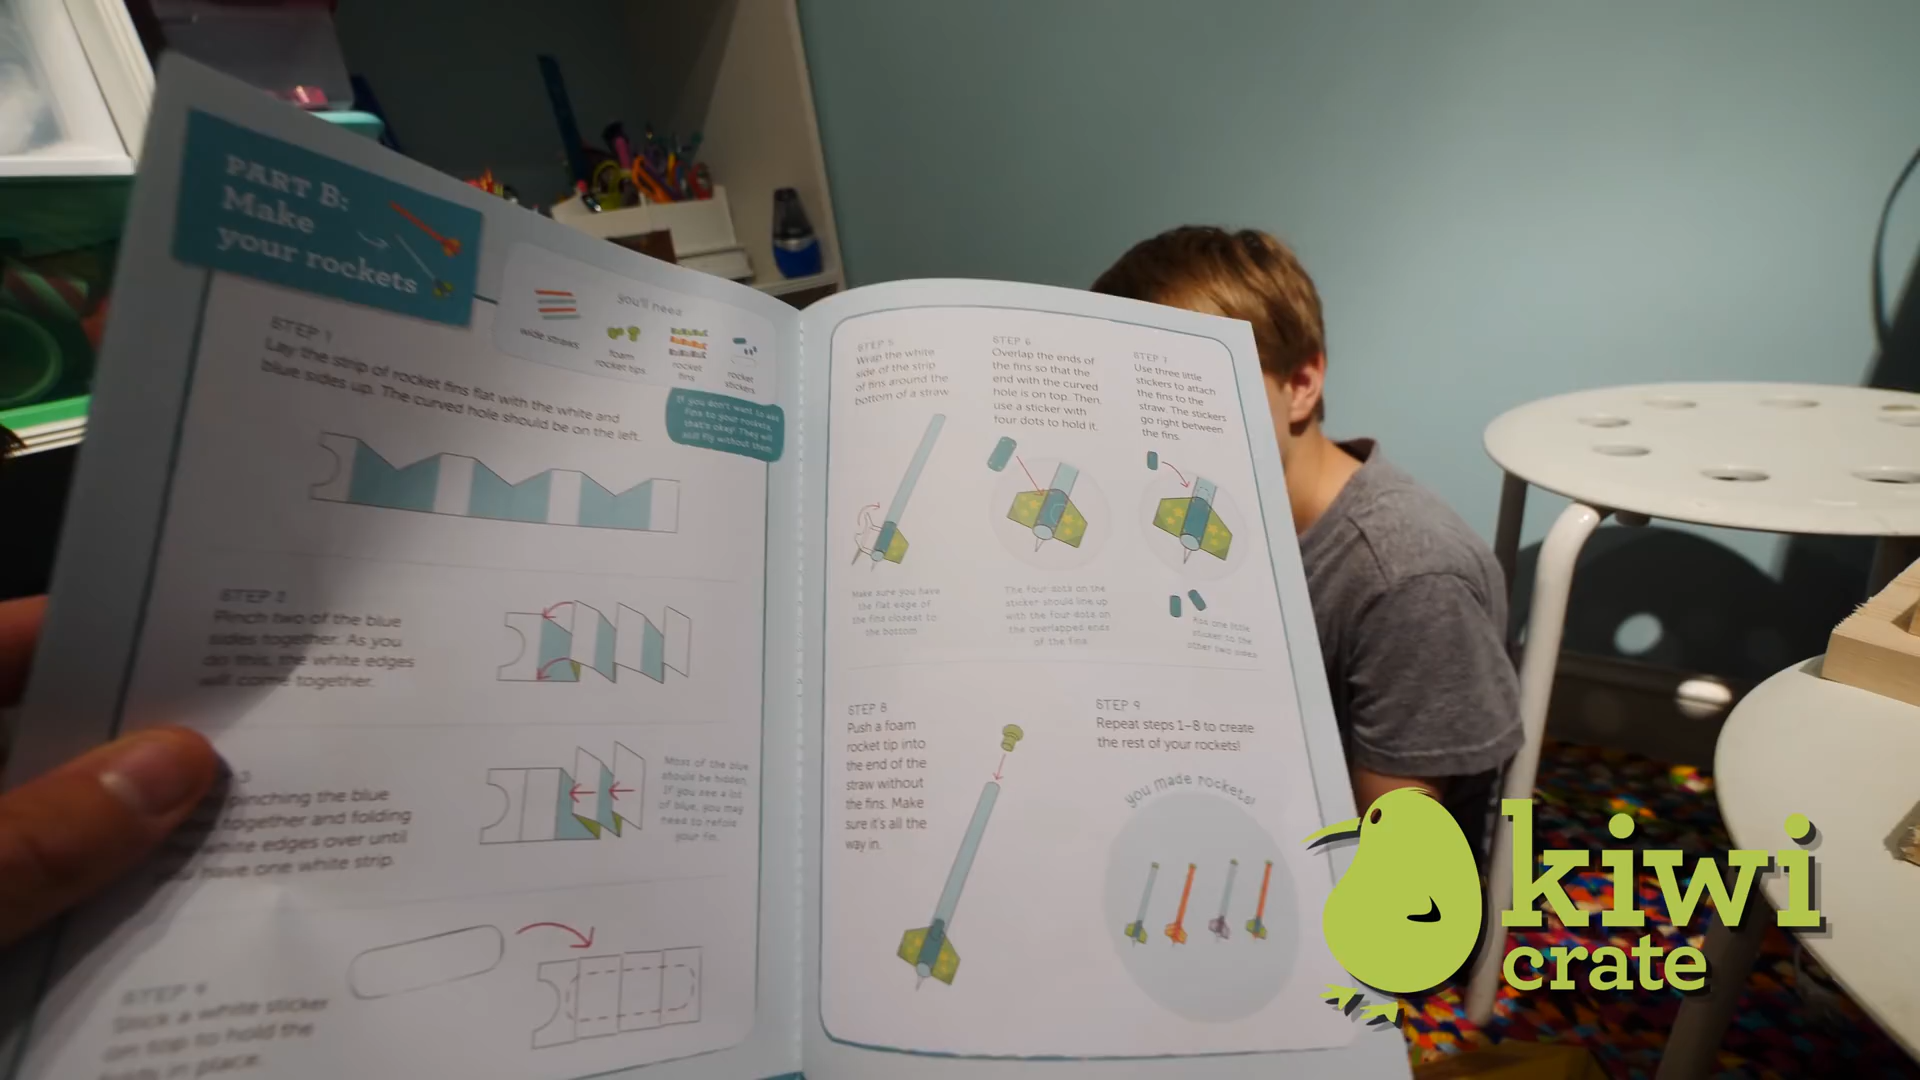 PART B:
Make
your rockets
you'll need
wide straws
foam
rocket tips
rocket
fins
rocket
stickers
If you don't want to add
fins to your rockets,
that's okay! They will
still fly without them.
STEP 1
Lay the strip of rocket fins flat with the white and
blue sides up. The curved hole should be on the left.
STEP 2
Pinch two of the blue
sides together. As you
do this, the white edges
will come together.
3
pinching the blue
together and folding
white edges over until
have one white strip.
Most of the blue
should be hidden.
If you see a lot
of blue, you may
need to refold
your fin.
STEP 4
Stick a white sticker
on top to hold the
in place.
STEP 5
Wrap the white
side of the strip
of fins around the
bottom of a straw.
Make sure you have
the flat edge of
the fins closest to
the bottom
STEP 6
Overlap the ends of
the fins so that the
end with the curved
hole is on top. Then,
use a sticker with
four dots to hold it.
The four dots on the
sticker should line up
with the four dots on
the overlapped ends
of the fins
STEP 7
Use three little
stickers to attach
the fins to the
straw. The stickers
go right between
the fins.
Add one little
sticker to the
other two sides
STEP 8
Push a foam
rocket tip into
the end of the
straw without
the fins. Make
sure it's all the
way in.
STEP 9
Repeat steps 1–8 to create
the rest of your rockets!
you made rockets!
kiwi
crate